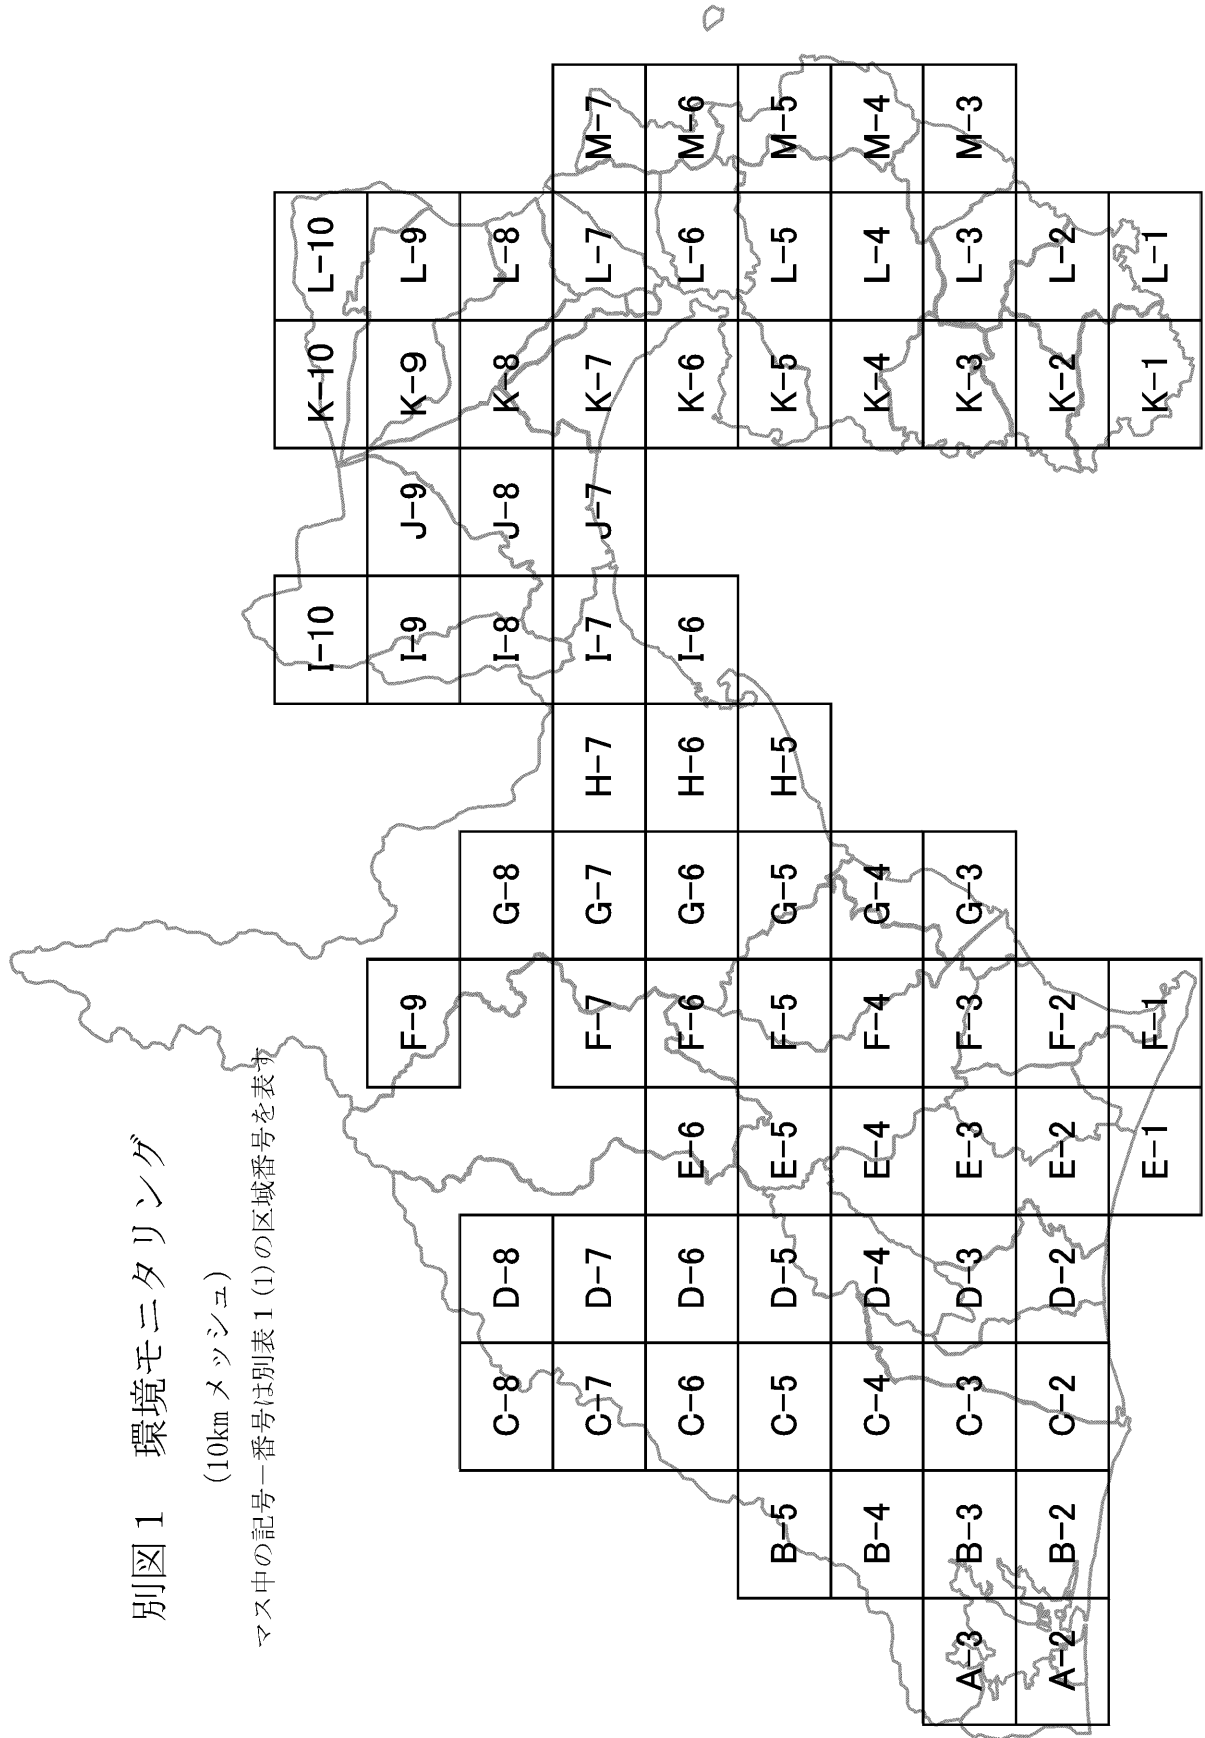 別図1 環境モニタリング
(10km メッシュ)
マス中の記号－番号は別表1(1)の区域番号を表す
I-10 K-10 L-10
F-9 I-9 J-9 K-9 L-9
C-8 D-8 G-8 I-8 J-8 K-8 L-8
C-7 D-7 F-7 G-7 H-7 I-7 J-7 K-7 L-7 M-7
C-6 D-6 E-6 F-6 G-6 H-6 I-6 K-6 L-6 M-6
B-5 C-5 D-5 E-5 F-5 G-5 H-5 K-5 L-5 M-5
B-4 C-4 D-4 E-4 F-4 G-4 K-4 L-4 M-4
A-3 B-3 C-3 D-3 E-3 F-3 G-3 K-3 L-3 M-3
A-2 B-2 C-2 D-2 E-2 F-2 K-2 L-2
E-1 F-1 K-1 L-1